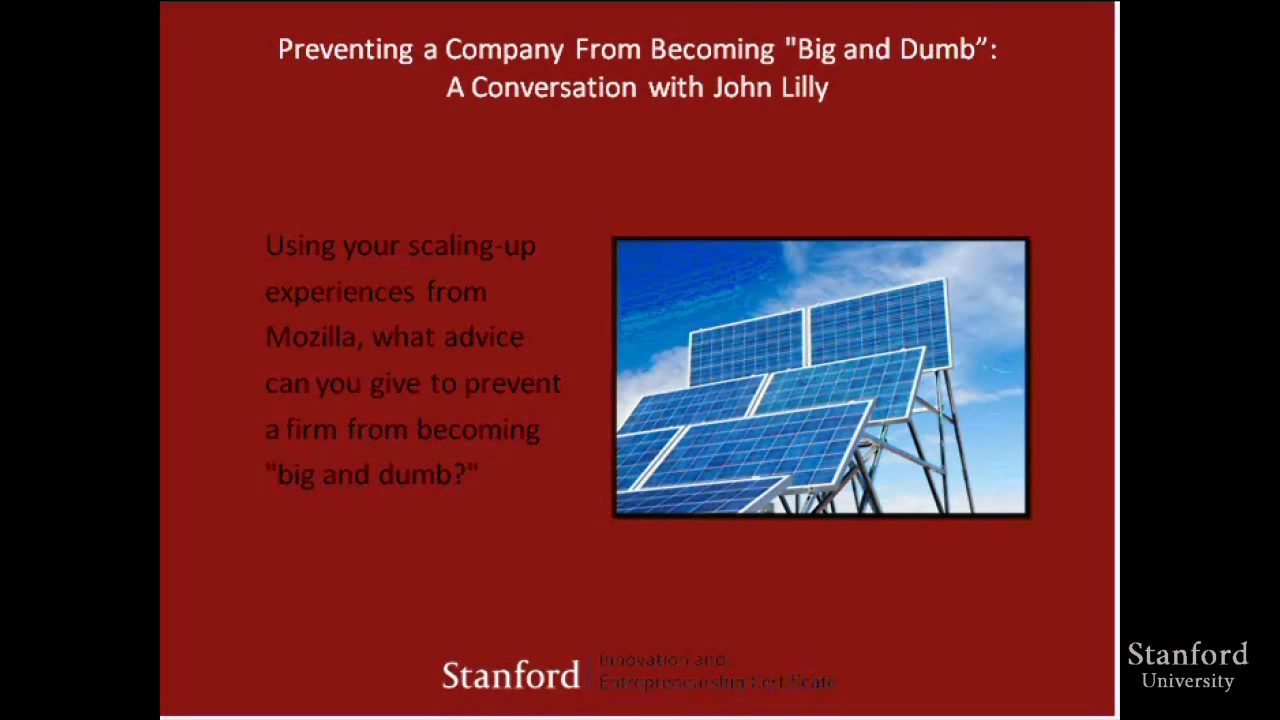 Preventing a Company From Becoming "Big and Dumb”:
A Conversation with John Lilly
Using your scaling-up
experiences from
Mozilla, what advice
can you give to prevent
a firm from becoming
"big and dumb?"
Stanford
Innovation and
Entrepreneurship Certificate
Stanford
University